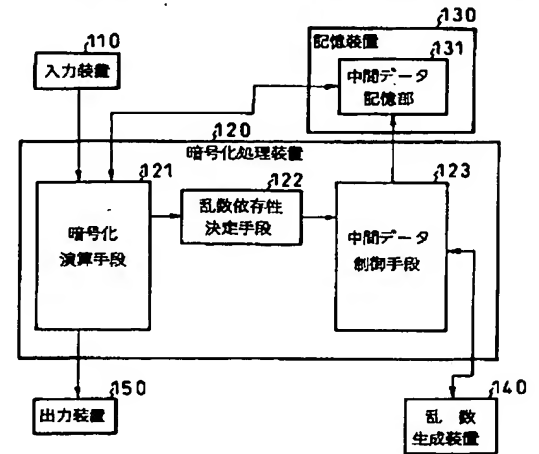 130
記憶装置
131
中間データ
記憶部
110
入力装置
120
暗号化処理装置
121
暗号化
演算手段
122
乱数依存性
決定手段
123
中間データ
制御手段
150
出力装置
140
乱 数
生成装置